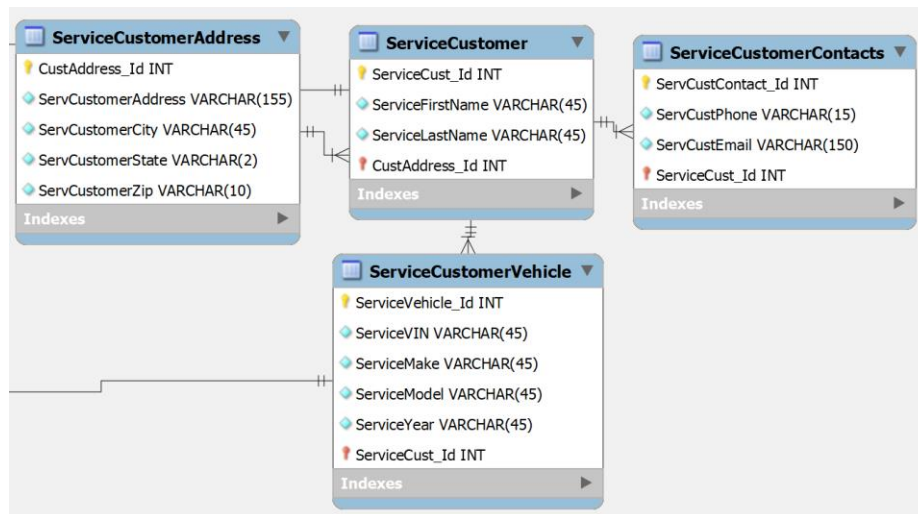 ServiceCustomerAddress
CustAddress_Id INT
ServCustomerAddress VARCHAR(155)
ServCustomerCity VARCHAR(45)
ServCustomerState VARCHAR(2)
ServCustomerZip VARCHAR(10)
Indexes
ServiceCustomer
ServiceCust_Id INT
ServiceFirstName VARCHAR(45)
ServiceLastName VARCHAR(45)
CustAddress_Id INT
Indexes
ServiceCustomerContacts
ServCustContact_Id INT
ServCustPhone VARCHAR(15)
ServCustEmail VARCHAR(150)
ServiceCust_Id INT
Indexes
ServiceCustomerVehicle
ServiceVehicle_Id INT
ServiceVIN VARCHAR(45)
ServiceMake VARCHAR(45)
ServiceModel VARCHAR(45)
ServiceYear VARCHAR(45)
ServiceCust_Id INT
Indexes